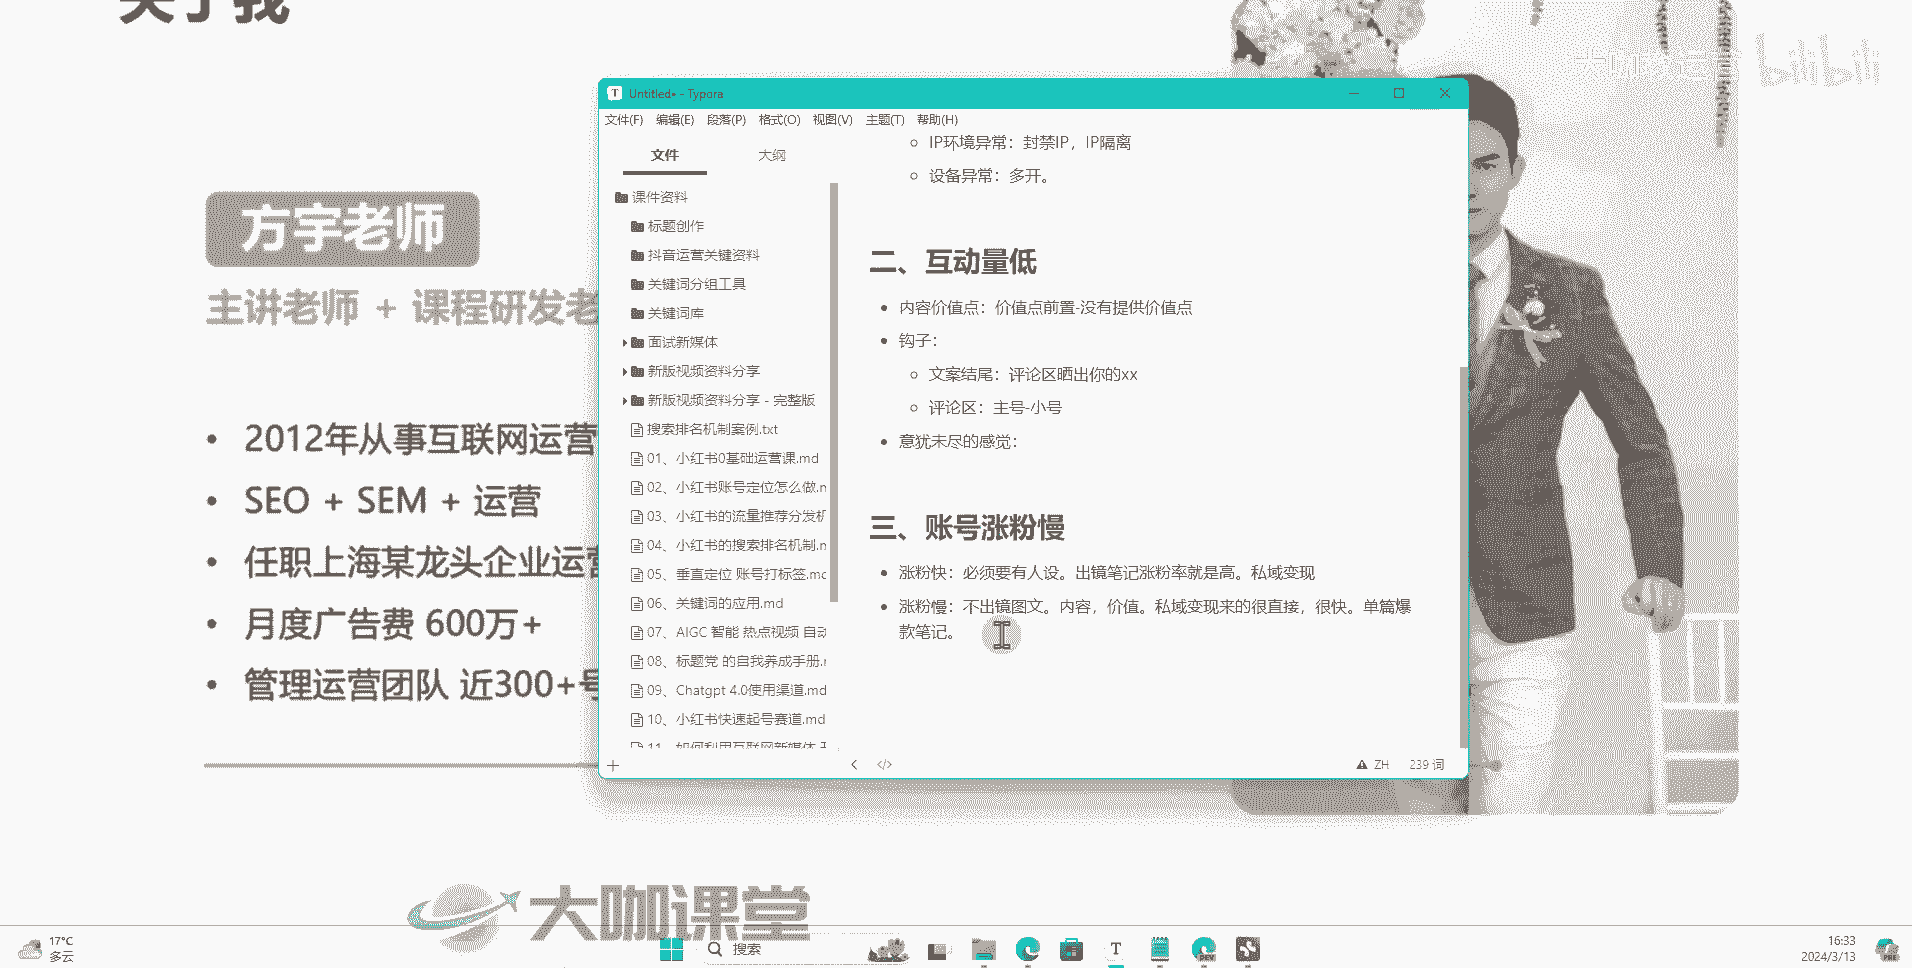 关于我
bilibili
方宇老师
主讲老师 + 课程研发老
2012年从事互联网运营
SEO + SEM + 运营
任职上海某龙头企业运营
月度广告费 600万+
管理运营团队 近300+号
Untitled• - Typora
文件(F) 编辑(E) 段落(P) 格式(O) 视图(V) 主题(T) 帮助(H)
文件 大纲
课件资料
标题创作
抖音运营关键资料
关键词分组工具
关键词库
面试新媒体
新版视频资料分享
新版视频资料分享 - 完整版
搜索排名机制案例.txt
01、小红书0基础运营课.md
02、小红书账号定位怎么做.m
03、小红书的流量推荐分发机
04、小红书的搜索排名机制.m
05、垂直定位 账号打标签.mc
06、关键词的应用.md
07、AIGC 智能 热点视频 自动
08、标题党 的自我养成手册.r
09、Chatgpt 4.0使用渠道.md
10、小红书快速起号赛道.md
11、如何利用互联网新媒体
IP环境异常：封禁IP，IP隔离
设备异常：多开。
二、互动量低
内容价值点：价值点前置-没有提供价值点
钩子：
文案结尾：评论区晒出你的xx
评论区：主号-小号
意犹未尽的感觉：
三、账号涨粉慢
涨粉快：必须要有人设。出镜笔记涨粉率就是高。私域变现
涨粉慢：不出镜图文。内容，价值。私域变现来的很直接，很快。单篇爆
款笔记。
ZH 239 词
大咖课堂
17°C
多云
搜索
16:33
2024/3/13